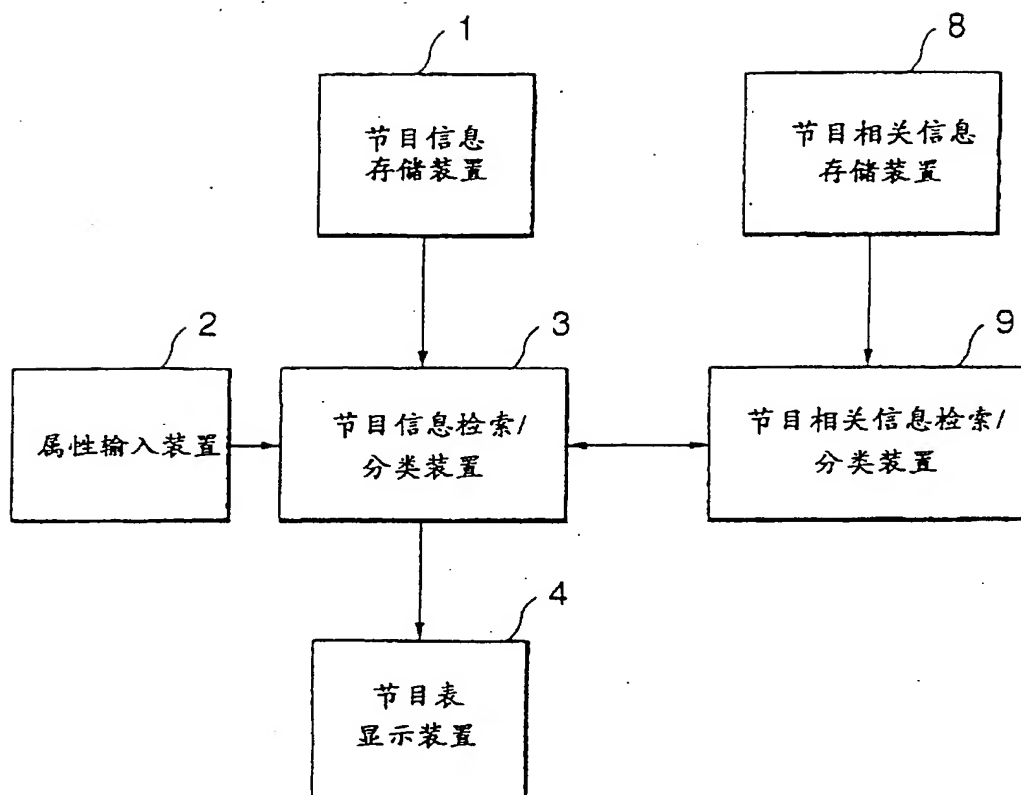 1
8
节目信息
存储装置
节目相关信息
存储装置
2
3
9
属性输入装置
节目信息检索/
分类装置
节目相关信息检索/
分类装置
4
节目表
显示装置